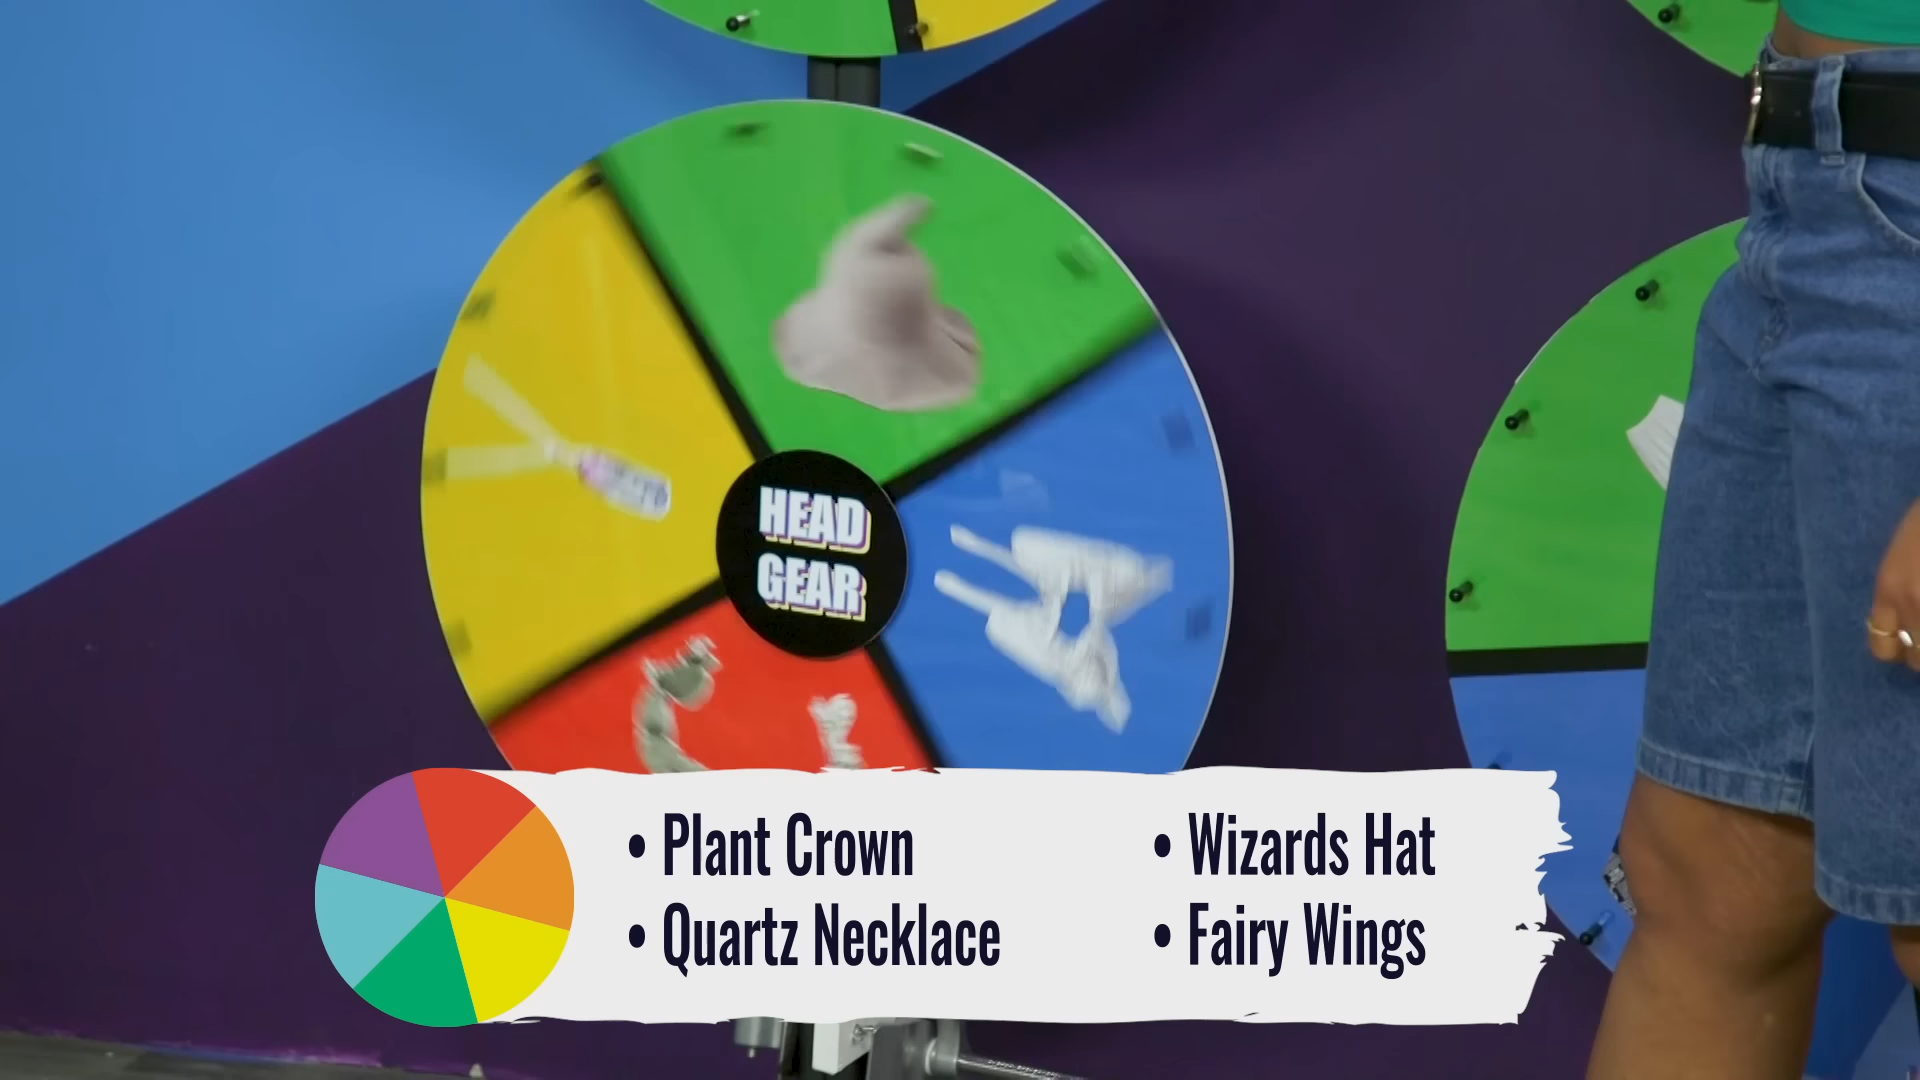 HEAD
GEAR
• Plant Crown
• Quartz Necklace
• Wizards Hat
• Fairy Wings